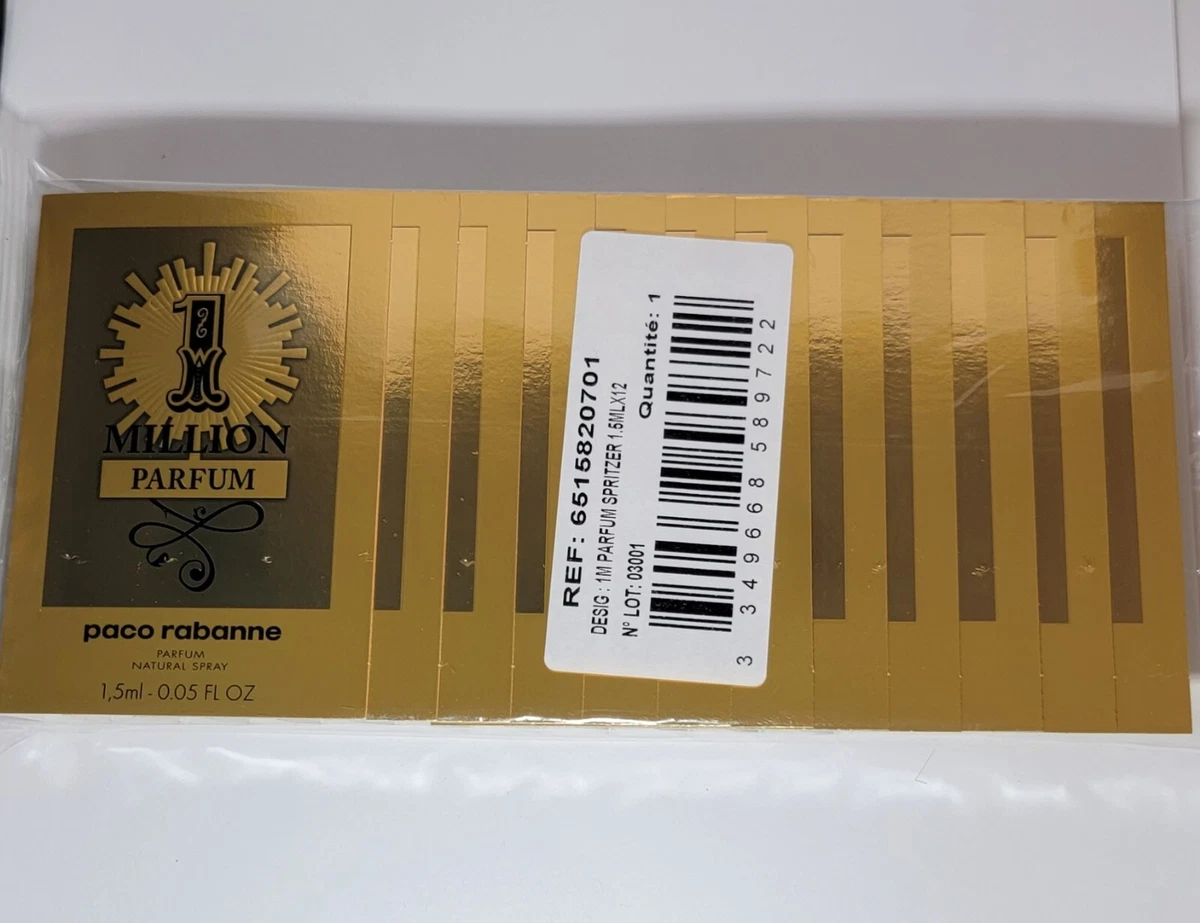 1
MILLION
PARFUM
paco rabanne
PARFUM
NATURAL SPRAY
1,5ml - 0.05 FL OZ
REF: 6515820701
DESIG : 1M PARFUM SPRITZER 1.5MLX12
N° LOT: 03001
Quantité: 1
3 349668 589722